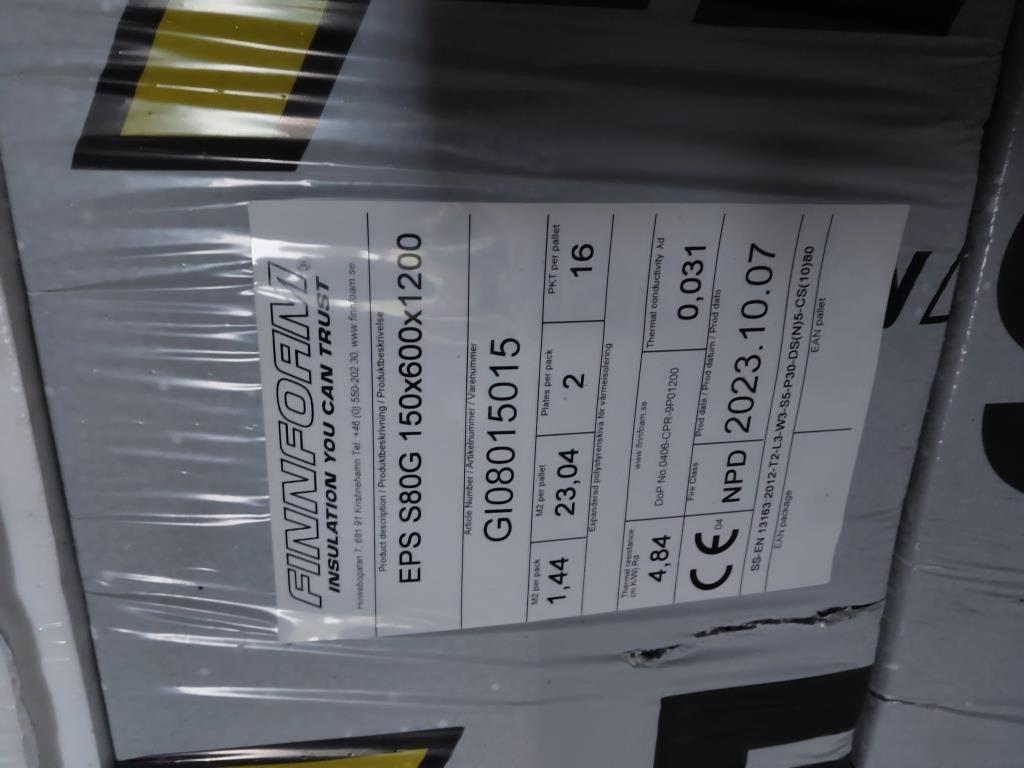 FINNFOAM®
INSULATION YOU CAN TRUST
7, 681 91 Kristinehamn Tel: +46 (0) 550-202 30, www.finnfoam.se
Product description / Produktbeskrivning / Produktbeskrivelse
EPS S80G 150x600x1200
Article Number / Artikelnummer / Varenummer
GI08015015
M2 per pack M2 per pallet Plates per pack PKT per pallet
1,44 23,04 2 16
Expanderad polystyrenskiva för värmeisolering
Thermal resistance www.finnfoam.se Thermal conductivity λd
(m²K/W) Rd
4,84 DoP No.0406-CPR-9P01200 0,031
Fire Class Prod date / Prod datum / Prod dato
CE 04 NPD 2023.10.07
SS-EN 13163:2012-T2-L3-W3-S5-P30-DS(N)5-CS(10)80
EAN package EAN pallet